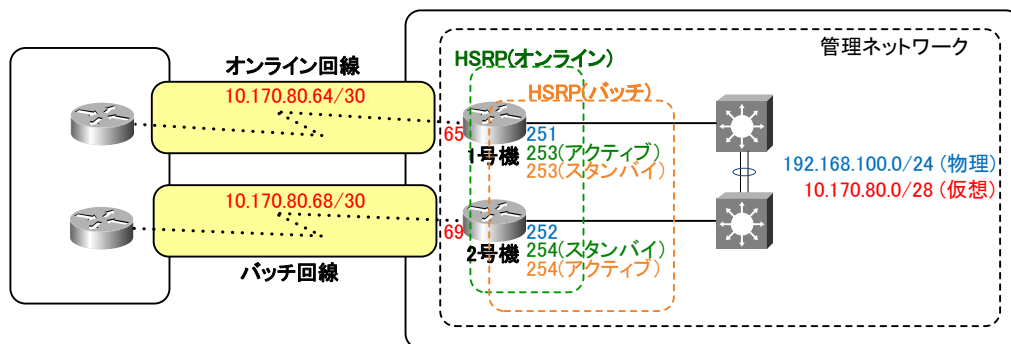 管理ネットワーク
HSRP(オンライン)
オンライン回線
10.170.80.64/30
HSRP(バッチ)
65
251
1号機
253(アクティブ)
253(スタンバイ)
192.168.100.0/24 (物理)
10.170.80.0/28 (仮想)
10.170.80.68/30
69
252
2号機
254(スタンバイ)
254(アクティブ)
バッチ回線